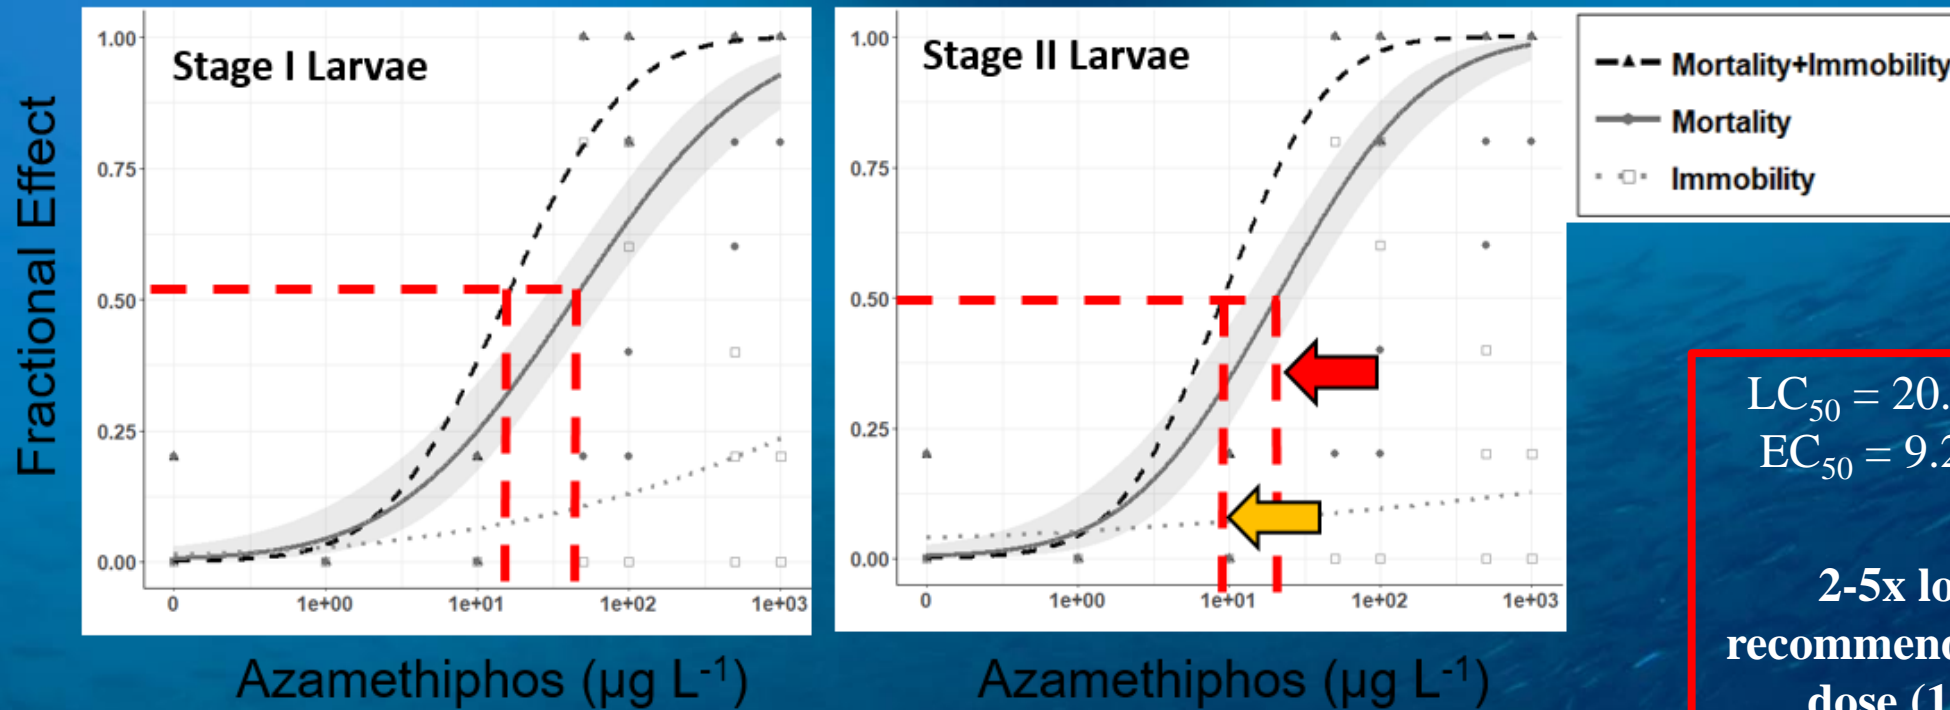 Stage I Larvae
1.00
0.75
0.50
0.25
0.00
0 1e+00 1e+01 1e+02 1e+03
Fractional Effect
Azamethiphos (µg L⁻¹)
Stage II Larvae
1.00
0.75
0.50
0.25
0.00
0 1e+00 1e+01 1e+02 1e+03
Azamethiphos (µg L⁻¹)
Mortality+Immobility
Mortality
Immobility
LC₅₀ = 20.
EC₅₀ = 9.2
2-5x lo
recommenc
dose (1